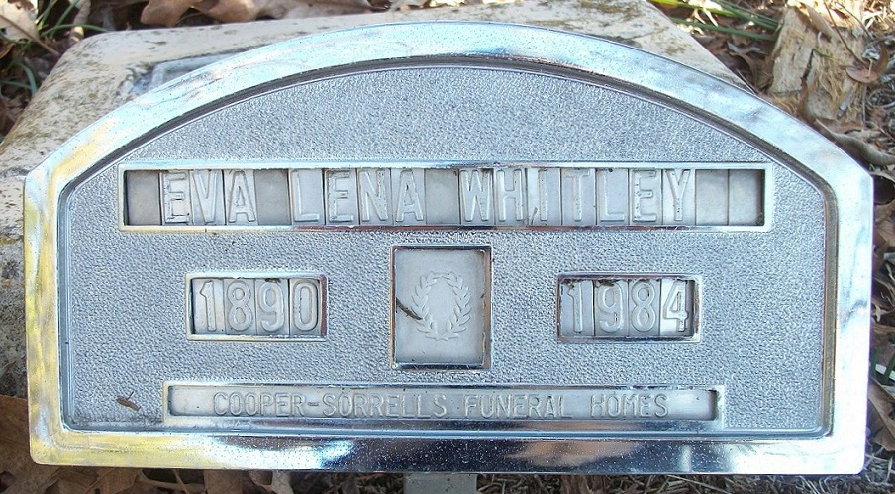 EVA LENA WHITLEY
1890 1984
COOPER-SORRELLS FUNERAL HOMES